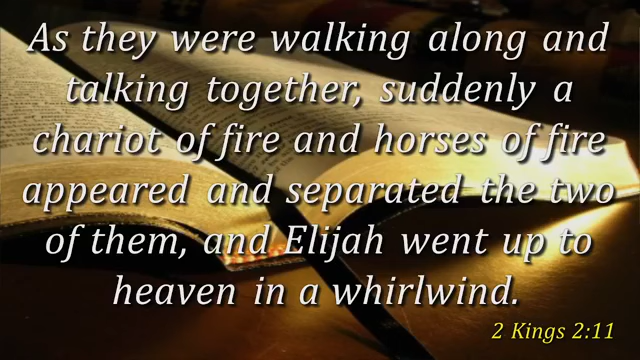 As they were walking along and
talking together, suddenly a
chariot of fire and horses of fire
appeared and separated the two
of them, and Elijah went up to
heaven in a whirlwind.
2 Kings 2:11